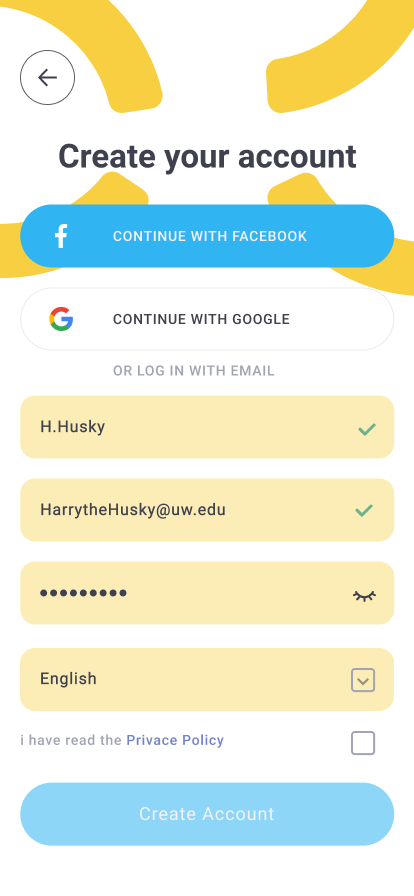 Create your account
CONTINUE WITH FACEBOOK
CONTINUE WITH GOOGLE
OR LOG IN WITH EMAIL
H.Husky
HarrytheHusky@uw.edu
•••••••••
English
i have read the Privace Policy
Create Account